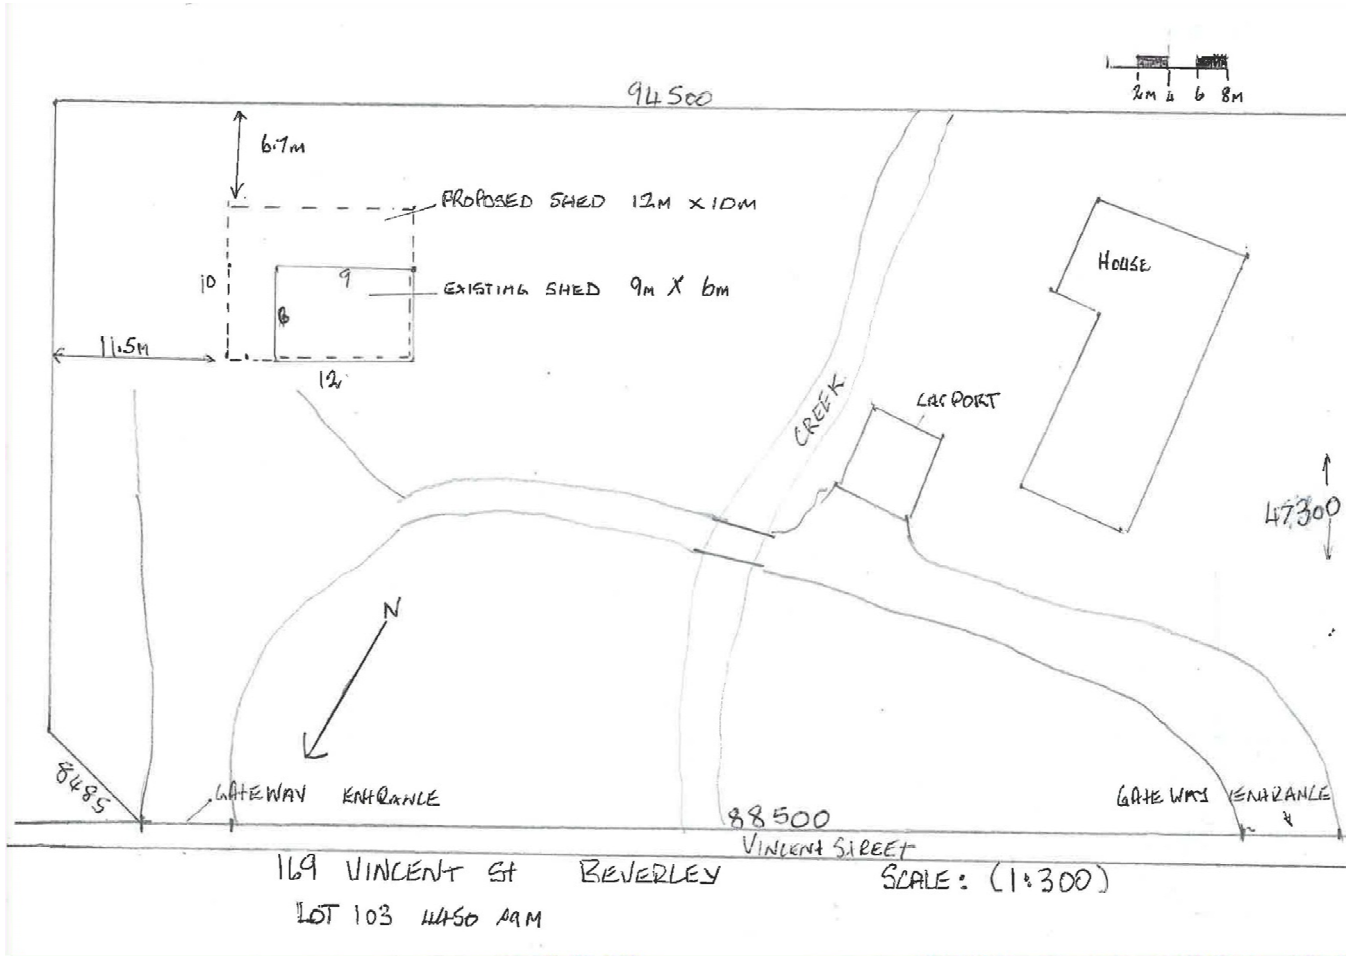 2M 4 6 8M
94500
6.7m
PROPOSED SHED 12M X 10M
HOUSE
9
10
EXISTING SHED 9m X 6m
6
11.5M
12
CREEK
CARPORT
47300
N
8485
GATEWAY ENTRANCE
GATEWAY ENTRANCE
88500
VINCENT STREET
169 VINCENT St BEVERLEY
SCALE: (1:300)
LOT 103 4450 sqM